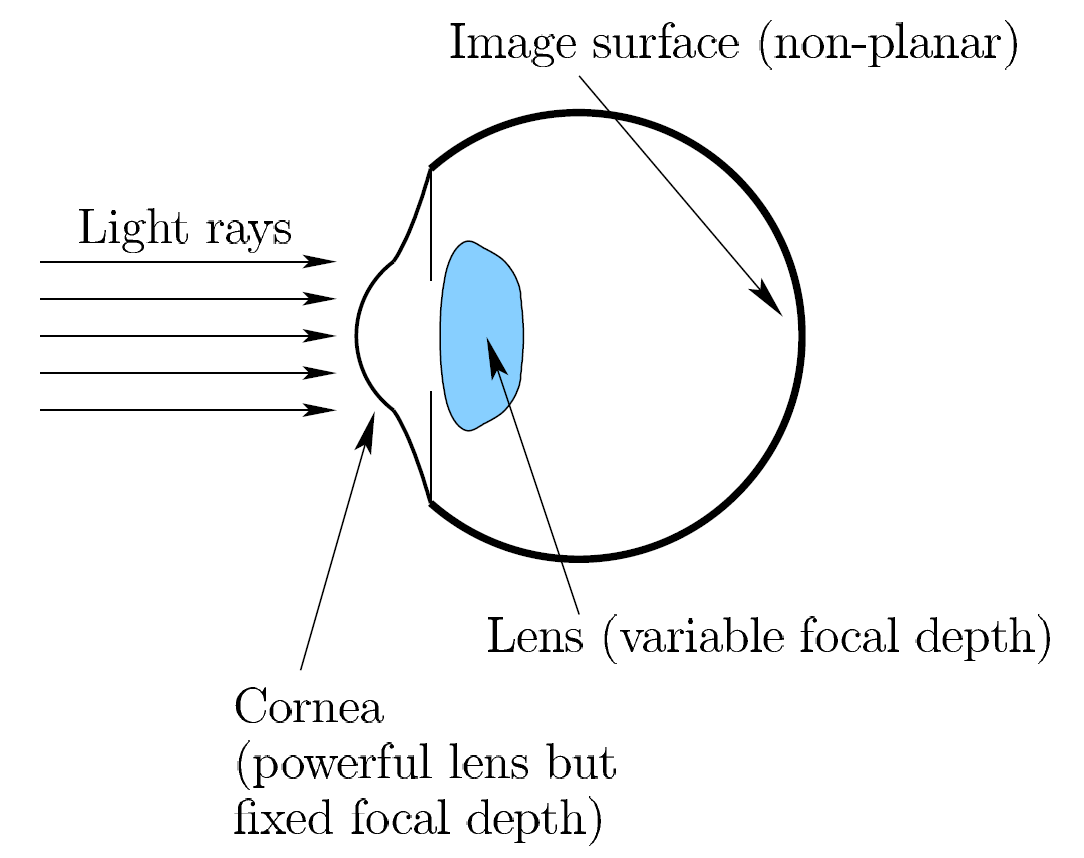 Image surface (non-planar)
Light rays
Lens (variable focal depth)
Cornea
(powerful lens but
fixed focal depth)